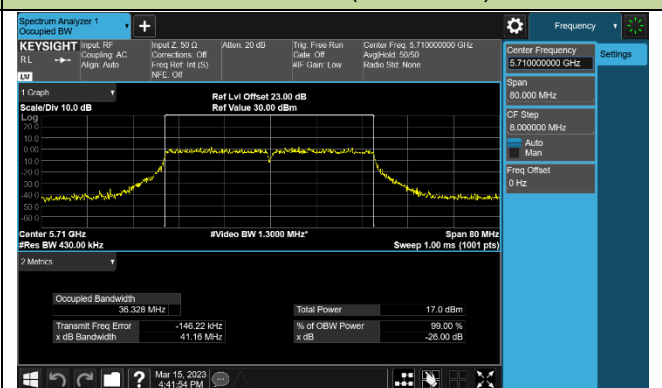 Spectrum Analyzer 1
Occupied BW
Frequency
KEYSIGHT
RL
LXI
Input: RF
Coupling: AC
Align: Auto
Input Z: 50 Ω
Corrections: Off
Freq Ref: Int (S)
NFE: Off
Atten: 20 dB
Trig: Free Run
Gate: Off
#IF Gain: Low
Center Freq: 5.710000000 GHz
Avg|Hold: 50/50
Radio Std: None
Center Frequency
5.710000000 GHz
Settings
Span
80.000 MHz
CF Step
8.000000 MHz
Auto
Man
Freq Offset
0 Hz
1 Graph
Scale/Div 10.0 dB
Ref Lvl Offset 23.00 dB
Ref Value 30.00 dBm
Log
20.0
10.0
0.00
-10.0
-20.0
-30.0
-40.0
-50.0
-60.0
Center 5.71 GHz
#Res BW 430.00 kHz
#Video BW 1.3000 MHz*
Span 80 MHz
Sweep 1.00 ms (1001 pts)
2 Metrics
Occupied Bandwidth
36.328 MHz
Total Power 17.0 dBm
Transmit Freq Error -146.22 kHz
% of OBW Power 99.00 %
x dB Bandwidth 41.16 MHz
x dB -26.00 dB
?
Mar 15, 2023
4:41:54 PM